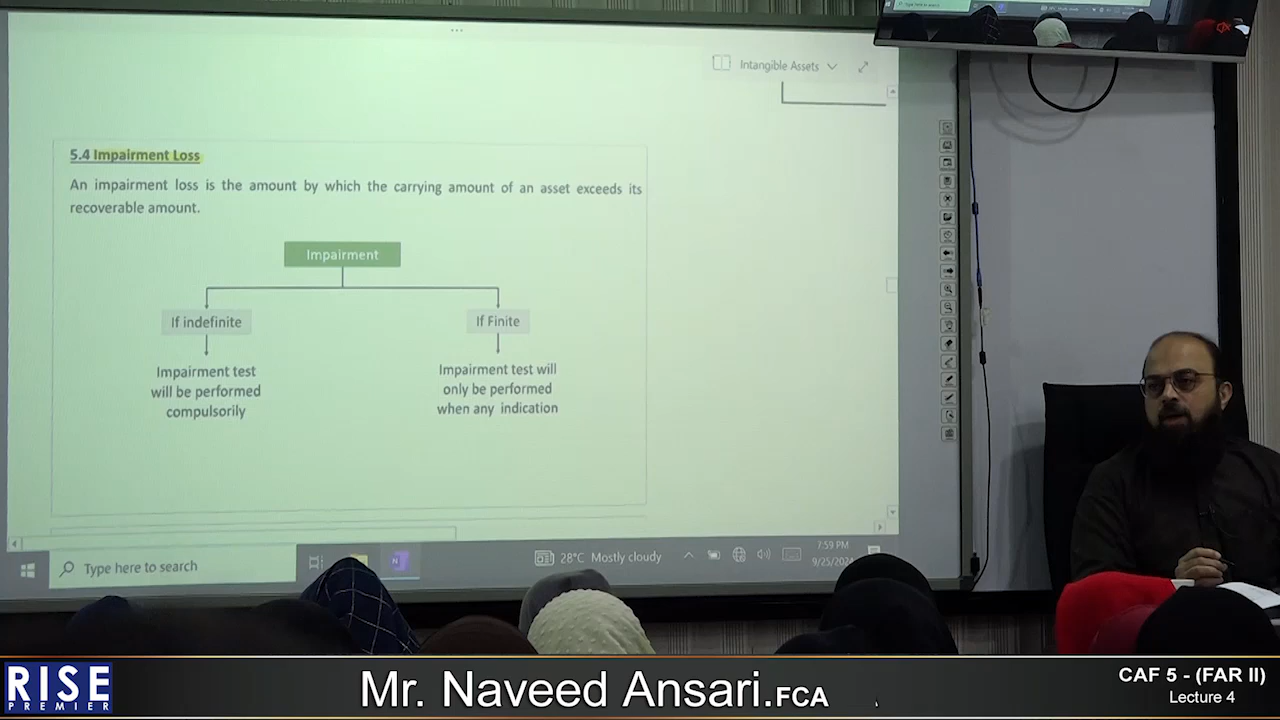 Intangible Assets
5.4 Impairment Loss
An impairment loss is the amount by which the carrying amount of an asset exceeds its
recoverable amount.
Impairment
If indefinite
If Finite
Impairment test
will be performed
compulsorily
Impairment test will
only be performed
when any indication
Type here to search
28°C Mostly cloudy
7:59 PM
RISE
PREMIER
Mr. Naveed Ansari.FCA
CAF 5 - (FAR II)
Lecture 4